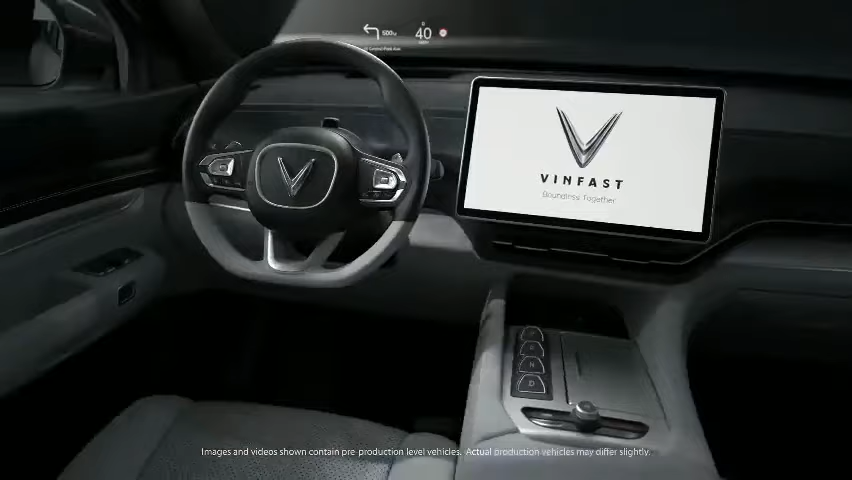 500
40
VINFAST
Boundless Together
N
D
Images and videos shown contain pre-production level vehicles. Actual production vehicles may differ slightly.